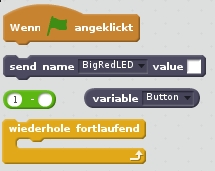 Wenn angeklickt
send name BigRedLED value
1 -
variable Button
wiederhole fortlaufend